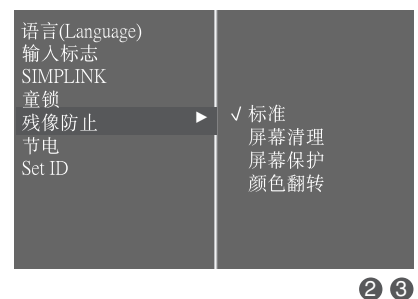 语言(Language)
输入标志
SIMPLINK
童锁
残像防止 ►
节电
Set ID
√ 标准
屏幕清理
屏幕保护
颜色翻转
2 3